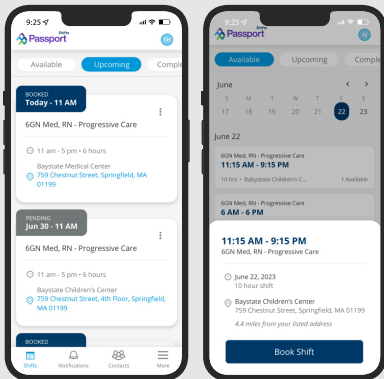 9:25
Shifts
Passport
SH
Available
Upcoming
Comple
BOOKED
Today - 11 AM
6GN Med, RN - Progressive Care
11 am - 5 pm • 6 hours
Baystate Medical Center
759 Chestnut Street, Springfield, MA
01199
PENDING
Jun 30 - 11 AM
6GN Med, RN - Progressive Care
11 am - 5 pm • 6 hours
Baystate Children's Center
759 Chestnut Street, 4th Floor, Springfield,
MA 01199
BOOKED
Shifts
Notifications
Contacts
More
9:25
Shifts
Passport
AJ
Available
Upcoming
Comple
June
S M T W T F S
17 18 19 20 21 22 23
June 22
6GN Med, RN - Progressive Care
11:15 AM - 9:15 PM
10 hrs • Babystate Children's C...
1 Available
6GN Med, RN - Progressive Care
6 AM - 6 PM
11:15 AM - 9:15 PM
6GN Med, RN - Progressive Care
June 22, 2023
10 hour shift
Baystate Children's Center
759 Chestnut Street, Springfield, MA 01199
4.4 miles from your listed address
Book Shift